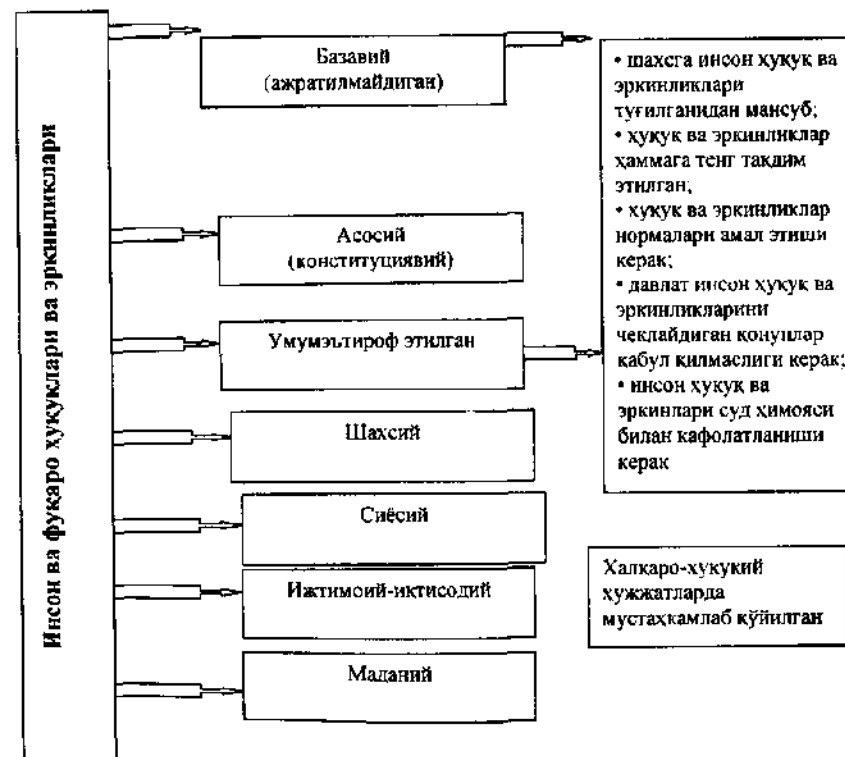 Инсон ва фуқаро ҳуқуқлари ва эркинликлари
Базавий
(ажратилмайдиган)
• шахсга инсон ҳуқуқ ва
эркинликлари
туғилганидан мансуб;
• ҳуқуқ ва эркинликлар
ҳаммага тенг тақдим
этилган;
• ҳуқуқ ва эркинликлар
нормалари амал этиши
керак;
• давлат инсон ҳуқуқ ва
эркинликларини
чеклайдиган қонунлар
қабул қилмаслиги керак;
• инсон ҳуқуқ ва
эркинлари суд ҳимояси
билан кафолатланиши
керак
Асосий
(конституциявий)
Умумэътироф этилган
Шахсий
Сиёсий
Ижтимоий-иқтисодий
Маданий
Халқаро-ҳуқуқий
ҳужжатларда
мустаҳкамлаб қўйилган